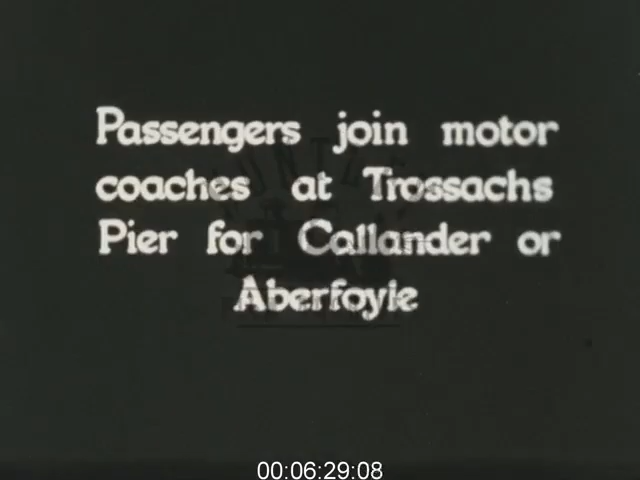 Passengers join motor
coaches at Trossachs
Pier for Callander or
Aberfoyle
00:06:29:08